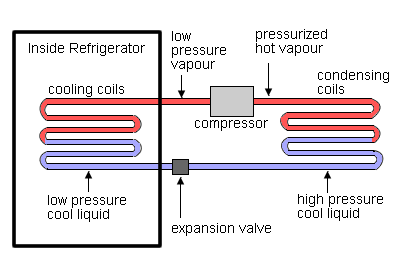 Inside Refrigerator
low
pressure
vapour
pressurized
hot vapour
cooling coils
condensing
coils
compressor
low pressure
cool liquid
high pressure
cool liquid
expansion valve